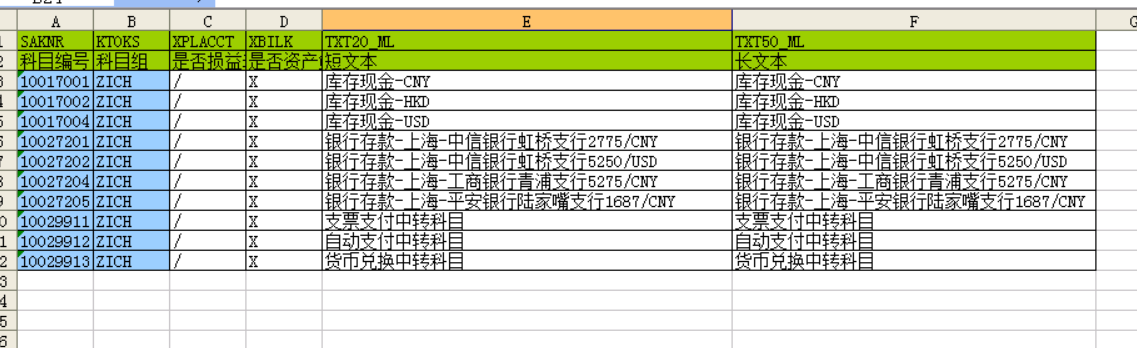 A B C D E F G
SAKNR KTOKS XPLACCT XBILK TXT20_ML TXT50_ML
科目编号 科目组 是否损益 是否资产 短文本 长文本
10017001 ZICH / X 库存现金-CNY 库存现金-CNY
10017002 ZICH / X 库存现金-HKD 库存现金-HKD
10017004 ZICH / X 库存现金-USD 库存现金-USD
10027201 ZICH / X 银行存款-上海-中信银行虹桥支行2775/CNY 银行存款-上海-中信银行虹桥支行2775/CNY
10027202 ZICH / X 银行存款-上海-中信银行虹桥支行5250/USD 银行存款-上海-中信银行虹桥支行5250/USD
10027204 ZICH / X 银行存款-上海-工商银行青浦支行5275/CNY 银行存款-上海-工商银行青浦支行5275/CNY
10027205 ZICH / X 银行存款-上海-平安银行陆家嘴支行1687/CNY 银行存款-上海-平安银行陆家嘴支行1687/CNY
10029911 ZICH / X 支票支付中转科目 支票支付中转科目
10029912 ZICH / X 自动支付中转科目 自动支付中转科目
10029913 ZICH / X 货币兑换中转科目 货币兑换中转科目